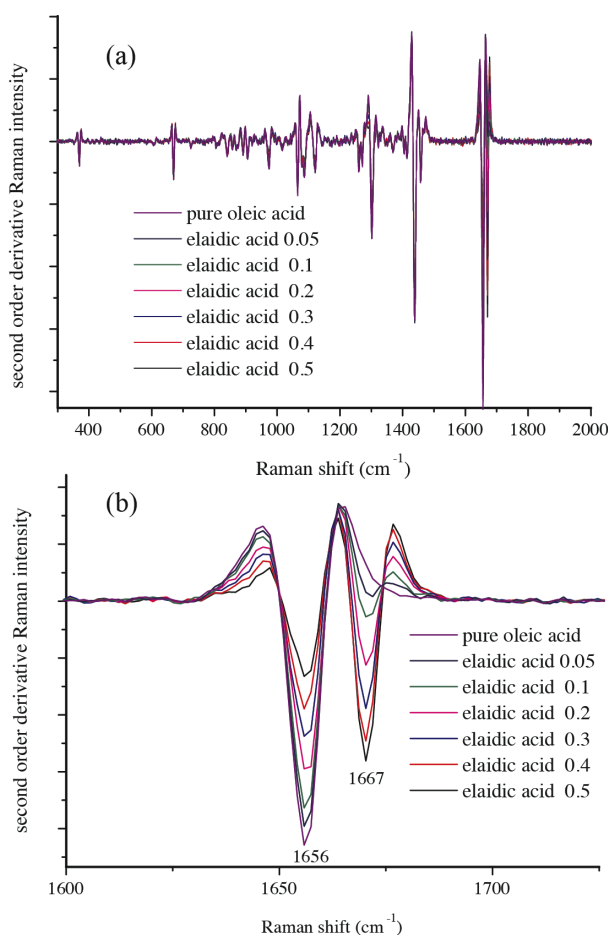 (a)
second order derivative Raman intensity
pure oleic acid
elaidic acid 0.05
elaidic acid 0.1
elaidic acid 0.2
elaidic acid 0.3
elaidic acid 0.4
elaidic acid 0.5
400 600 800 1000 1200 1400 1600 1800 2000
Raman shift (cm⁻¹)
(b)
second order derivative Raman intensity
pure oleic acid
elaidic acid 0.05
elaidic acid 0.1
elaidic acid 0.2
elaidic acid 0.3
elaidic acid 0.4
elaidic acid 0.5
1667
1656
1600 1650 1700
Raman shift (cm⁻¹)